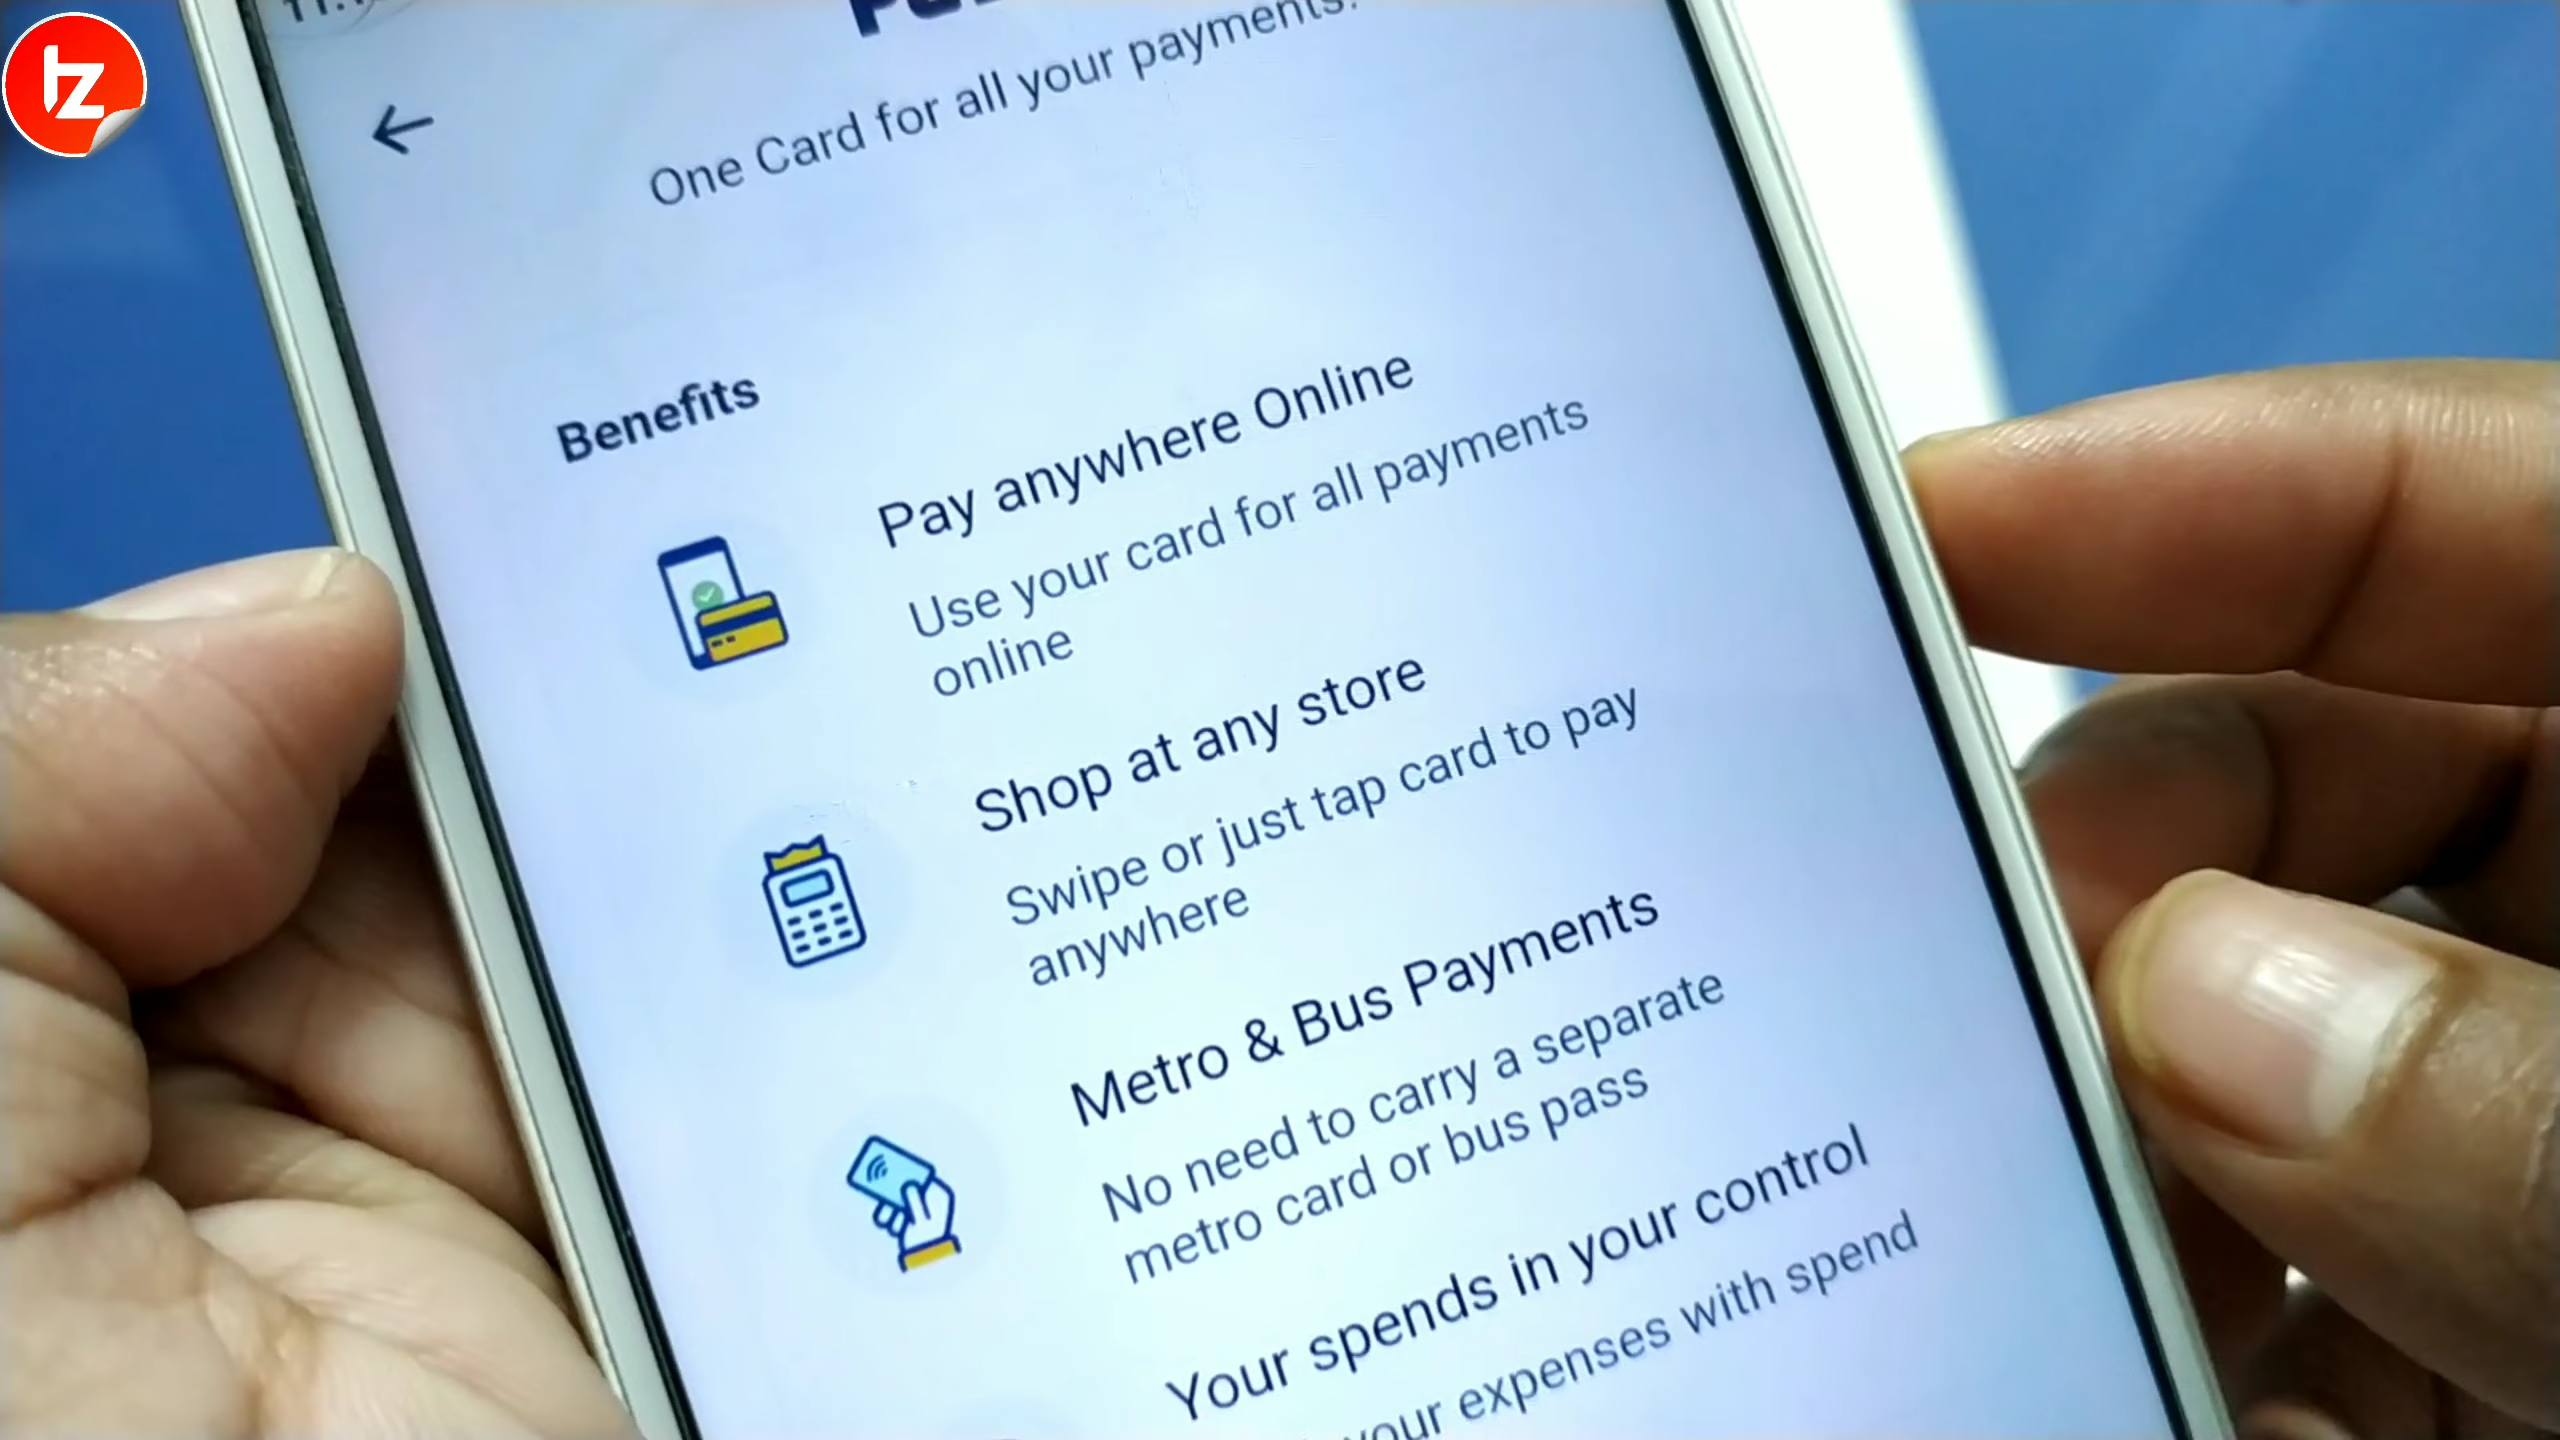 tz
One Card for all your payments.
Benefits
Pay anywhere Online
Use your card for all payments
online
Shop at any store
Swipe or just tap card to pay
anywhere
Metro & Bus Payments
No need to carry a separate
metro card or bus pass
Your spends in your control
your expenses with spend